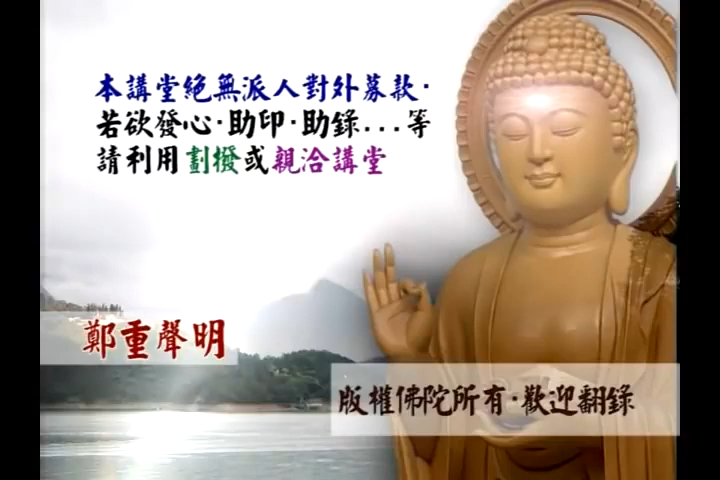 本講堂絕無派人對外募款·
若欲發心·助印·助錄...等
請利用劃撥或親洽講堂
鄭重聲明
版權佛陀所有·歡迎翻錄